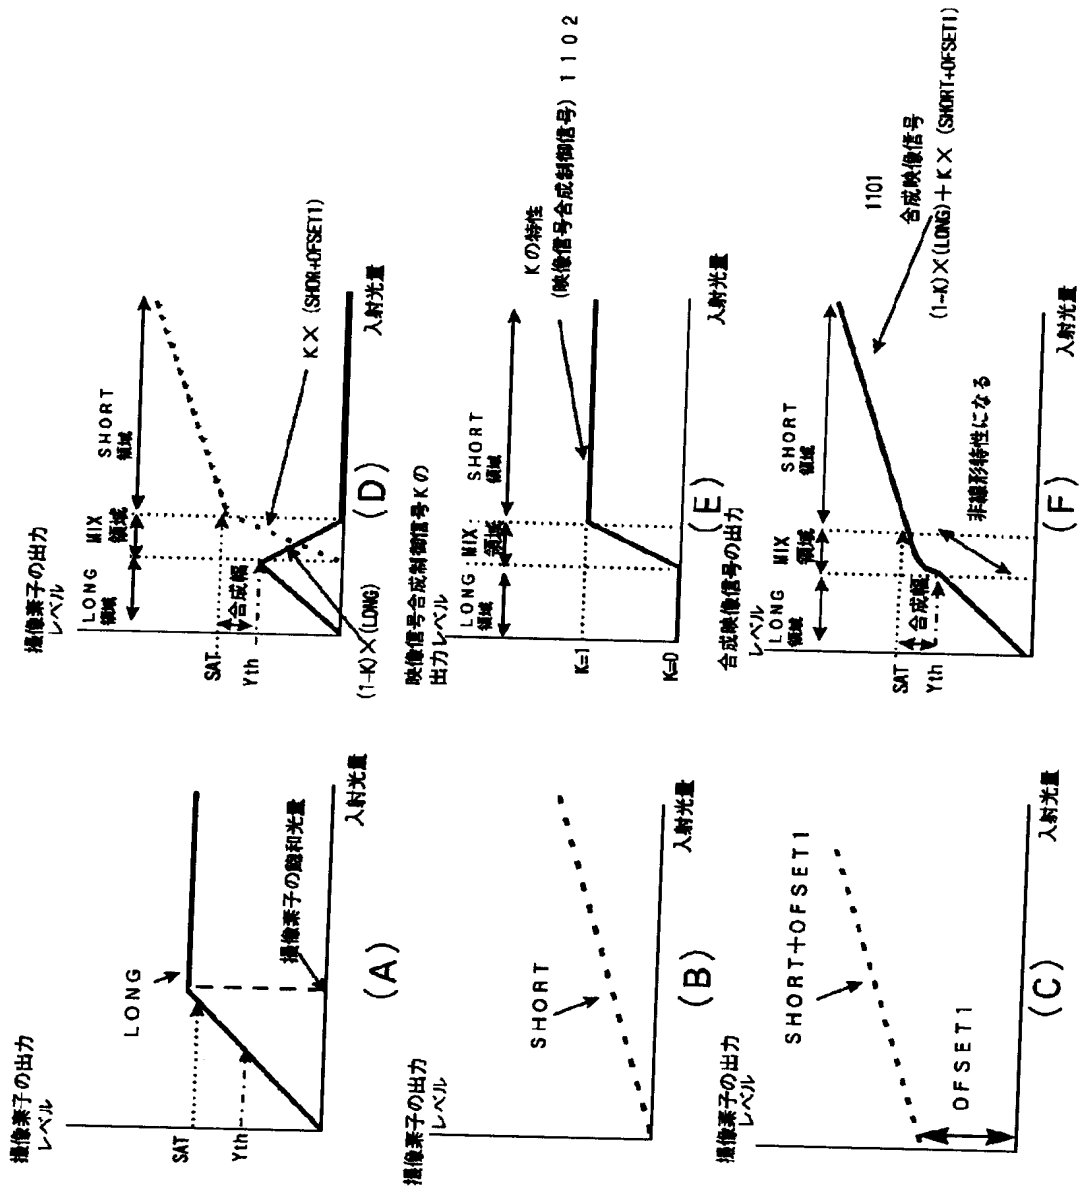 撮像素子の出力
レベル
LONG
SAT
Yth
撮像素子の飽和光量
入射光量
(A)
撮像素子の出力
レベル
SHORT
入射光量
(B)
撮像素子の出力
レベル
SHORT+OFSET1
OFSET1
入射光量
(C)
撮像素子の出力
レベル
LONG
領域
MIX
領域
SHORT
領域
SAT
合成幅
Yth
K×(SHOR+OFSET1)
(1-K)×(LONG)
入射光量
(D)
映像信号合成制御信号Kの
出力レベル
LONG
領域
MIX
領域
SHORT
領域
Kの特性
(映像信号合成制御信号) 1102
K=1
K=0
入射光量
(E)
合成映像信号の出力
レベル
LONG
領域
MIX
領域
SHORT
領域
1101
合成映像信号
(1-K)×(LONG)+K×(SHORT+OFSET1)
SAT
合成幅
Yth
非線形特性になる
入射光量
(F)